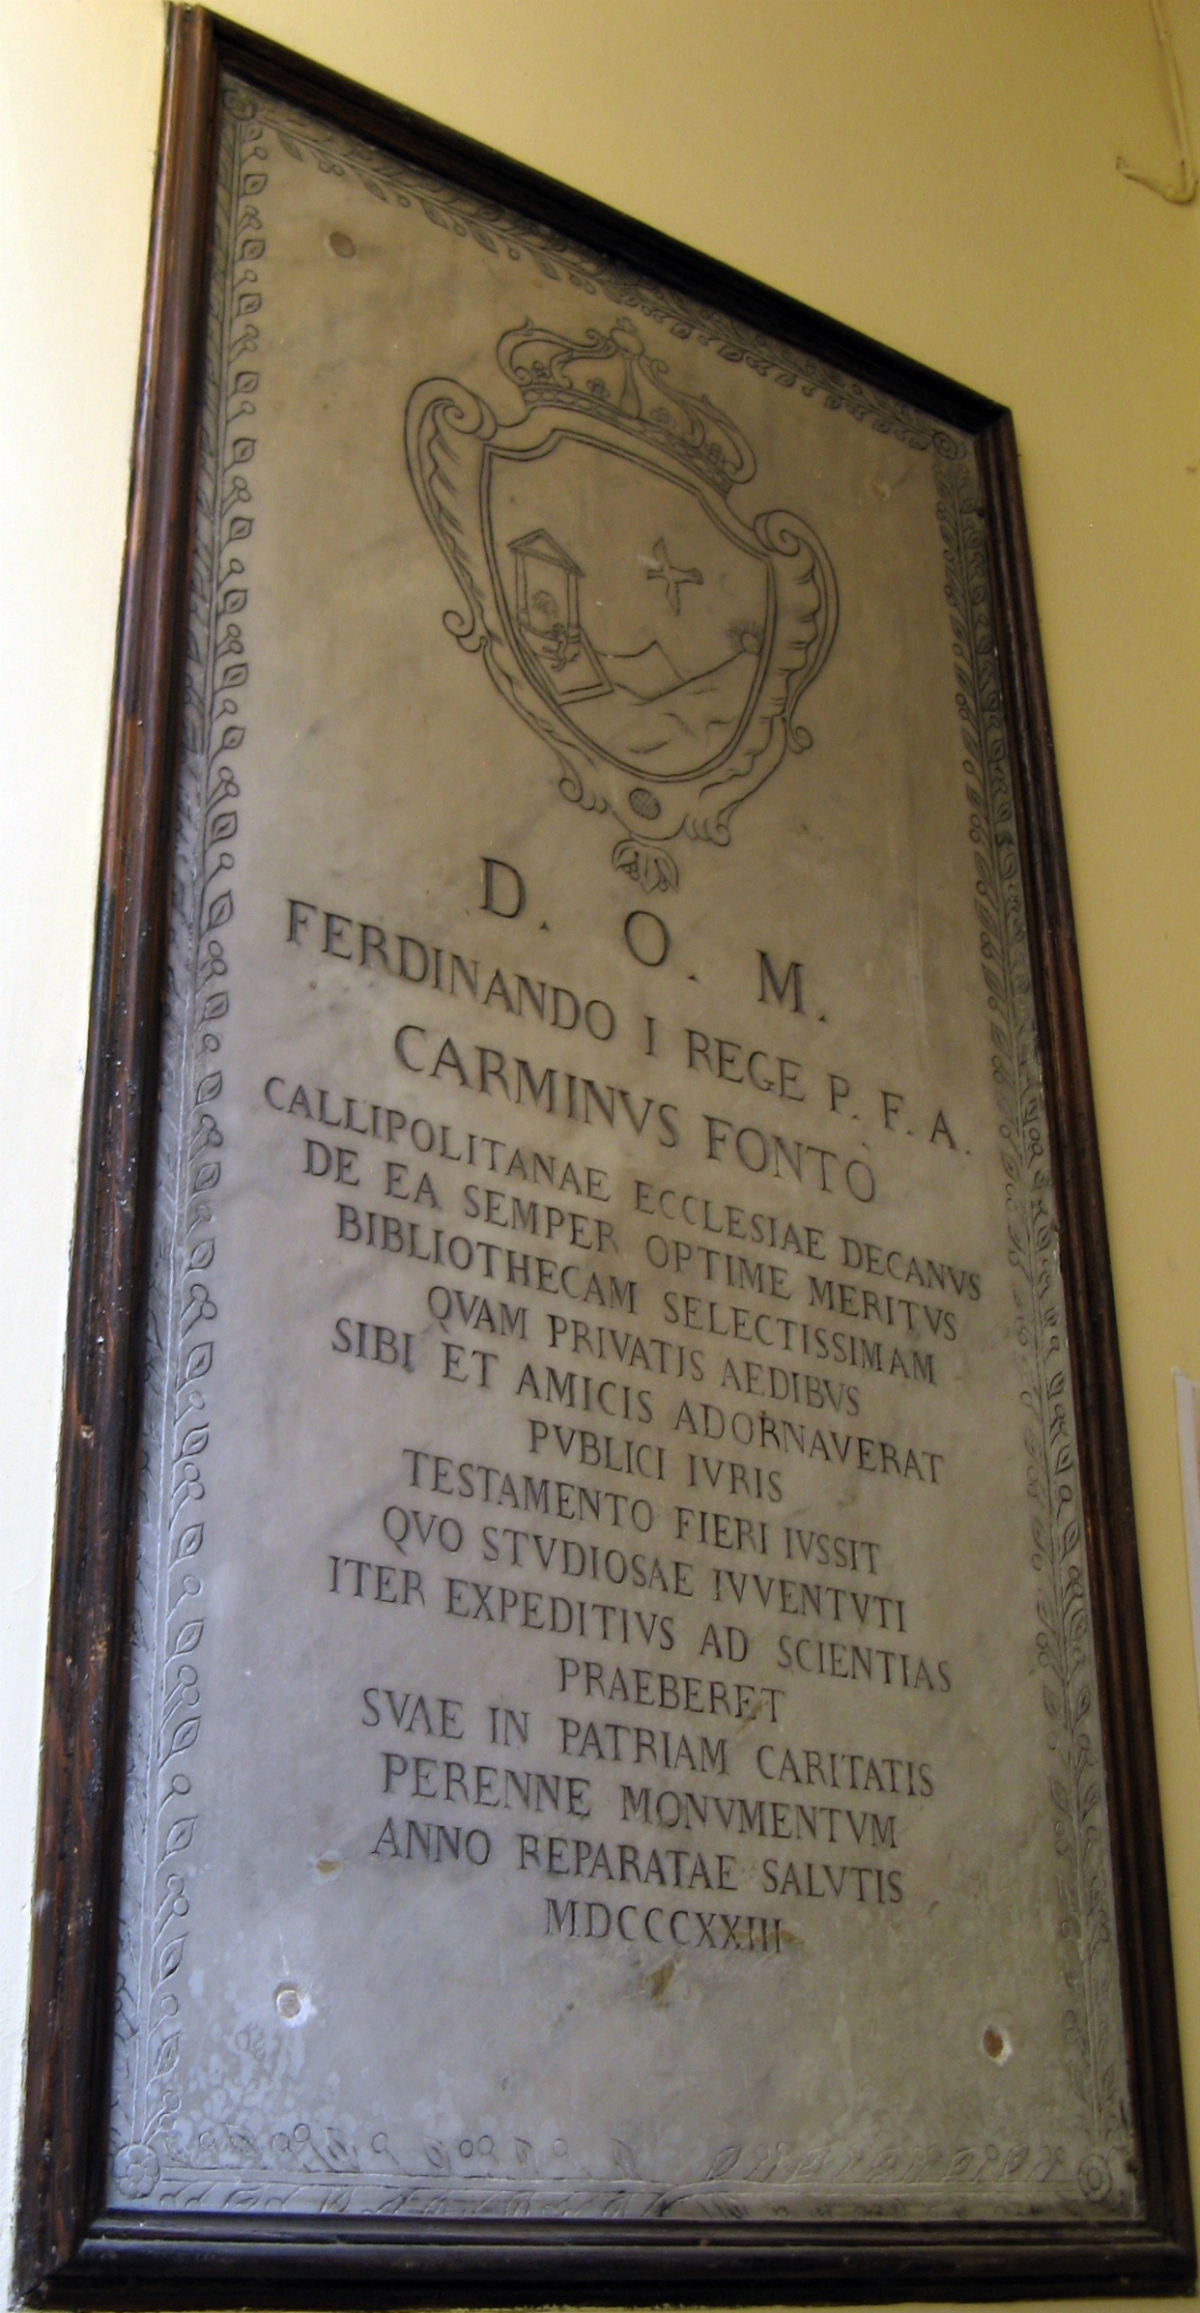 D. O. M.
FERDINANDO I REGE P. F. A.
CARMINVS FONTÒ
CALLIPOLITANAE ECCLESIAE DECANVS
DE EA SEMPER OPTIME MERITVS
BIBLIOTHECAM SELECTISSIMAM
QVAM PRIVATIS AEDIBVS
SIBI ET AMICIS ADORNAVERAT
PVBLICI IVRIS
TESTAMENTO FIERI IVSSIT
QVO STVDIOSAE IVVENTVTI
ITER EXPEDITIVS AD SCIENTIAS
PRAEBERET
SVAE IN PATRIAM CARITATIS
PERENNE MONVMENTVM
ANNO REPARATAE SALVTIS
MDCCCXXIII